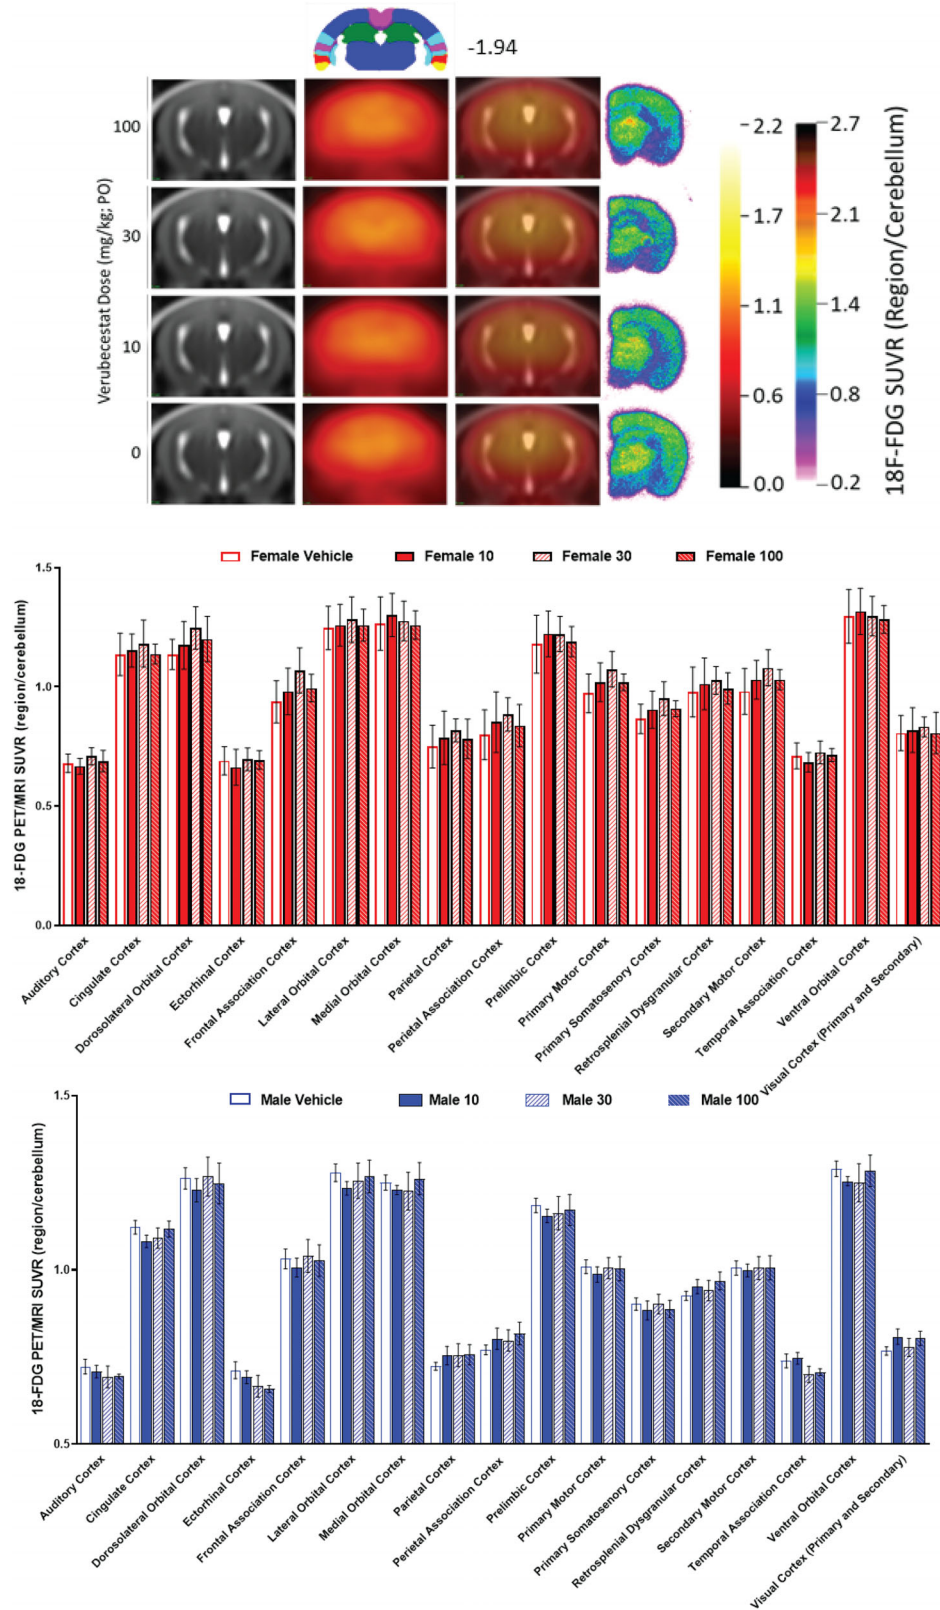 -1.94
Verubecestat Dose (mg/kg; PO)
100
30
10
0
2.2
1.7
1.1
0.6
0.0
2.7
2.1
1.4
0.8
0.2
18F-FDG SUVR (Region/Cerebellum)
Female Vehicle
Female 10
Female 30
Female 100
18-FDG PET/MRI SUVR (region/cerebellum)
1.5
1.0
0.5
0.0
Auditory Cortex
Cingulate Cortex
Dorosolateral Orbital Cortex
Ectorhinal Cortex
Frontal Association Cortex
Lateral Orbital Cortex
Medial Orbital Cortex
Parietal Cortex
Perietal Association Cortex
Prelimbic Cortex
Primary Motor Cortex
Primary Somatosenory Cortex
Retrosplenial Dysgranular Cortex
Secondary Motor Cortex
Temporal Association Cortex
Ventral Orbital Cortex
Visual Cortex (Primary and Secondary)
Male Vehicle
Male 10
Male 30
Male 100
18-FDG PET/MRI SUVR (region/cerebellum)
1.5
1.0
0.5
Auditory Cortex
Cingulate Cortex
Dorosolateral Orbital Cortex
Ectorhinal Cortex
Frontal Association Cortex
Lateral Orbital Cortex
Medial Orbital Cortex
Parietal Cortex
Perietal Association Cortex
Prelimbic Cortex
Primary Motor Cortex
Primary Somatosenory Cortex
Retrosplenial Dysgranular Cortex
Secondary Motor Cortex
Temporal Association Cortex
Ventral Orbital Cortex
Visual Cortex (Primary and Secondary)